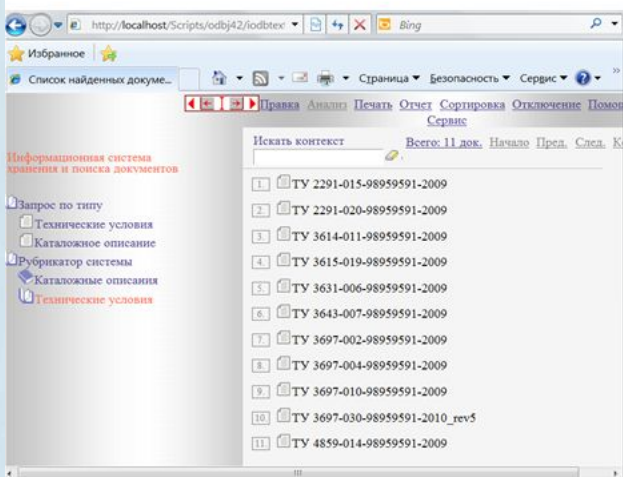 http://localhost/Scripts/odbj42/iodbtex
Bing
Избранное
Список найденных докуме...
Страница
Безопасность
Сервис
Правка Анализ Печать Отчет Сортировка Отключение Помощ
Сервис
Информационная система
хранения и поиска документов
Запрос по типу
Технические условия
Каталожное описание
Рубрикатор системы
Каталожные описания
Технические условия
Искать контекст
Всего: 11 док. Начало Пред. След. К
1. ТУ 2291-015-98959591-2009
2. ТУ 2291-020-98959591-2009
3. ТУ 3614-011-98959591-2009
4. ТУ 3615-019-98959591-2009
5. ТУ 3631-006-98959591-2009
6. ТУ 3643-007-98959591-2009
7. ТУ 3697-002-98959591-2009
8. ТУ 3697-004-98959591-2009
9. ТУ 3697-010-98959591-2009
10. ТУ 3697-030-98959591-2010_rev5
11. ТУ 4859-014-98959591-2009